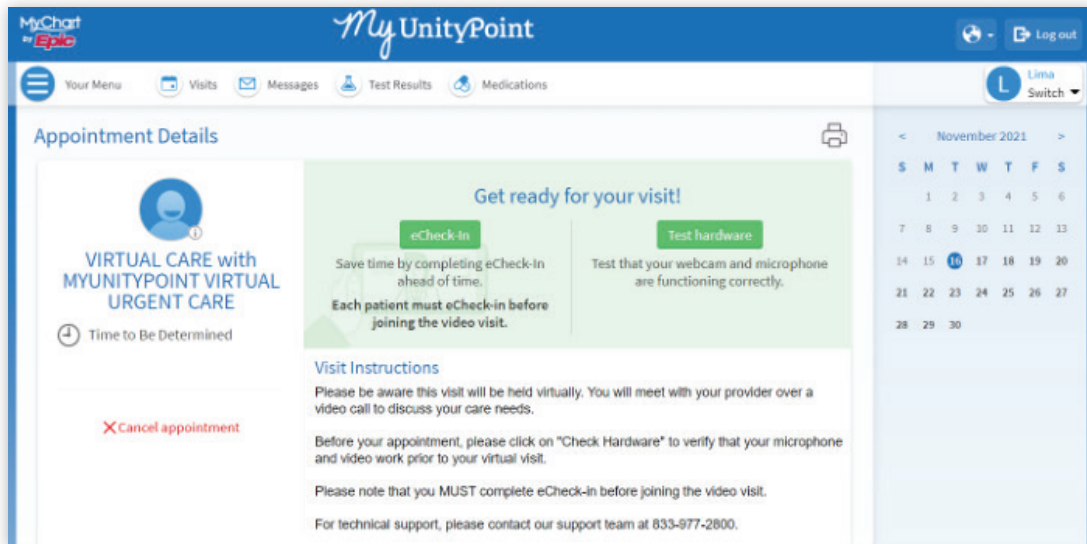 MyChart
by Epic
My UnityPoint
Log out
Your Menu
Visits
Messages
Test Results
Medications
L
Lima
Switch
Appointment Details
VIRTUAL CARE with
MYUNITYPOINT VIRTUAL
URGENT CARE
Time to Be Determined
Cancel appointment
Get ready for your visit!
eCheck-In
Save time by completing eCheck-In
ahead of time.
Each patient must eCheck-in before
joining the video visit.
Test hardware
Test that your webcam and microphone
are functioning correctly.
Visit Instructions
Please be aware this visit will be held virtually. You will meet with your provider over a
video call to discuss your care needs.
Before your appointment, please click on "Check Hardware" to verify that your microphone
and video work prior to your virtual visit.
Please note that you MUST complete eCheck-in before joining the video visit.
For technical support, please contact our support team at 833-977-2800.
< November 2021 >
S M T W T F S
1 2 3 4 5 6
7 8 9 10 11 12 13
14 15 16 17 18 19 20
21 22 23 24 25 26 27
28 29 30